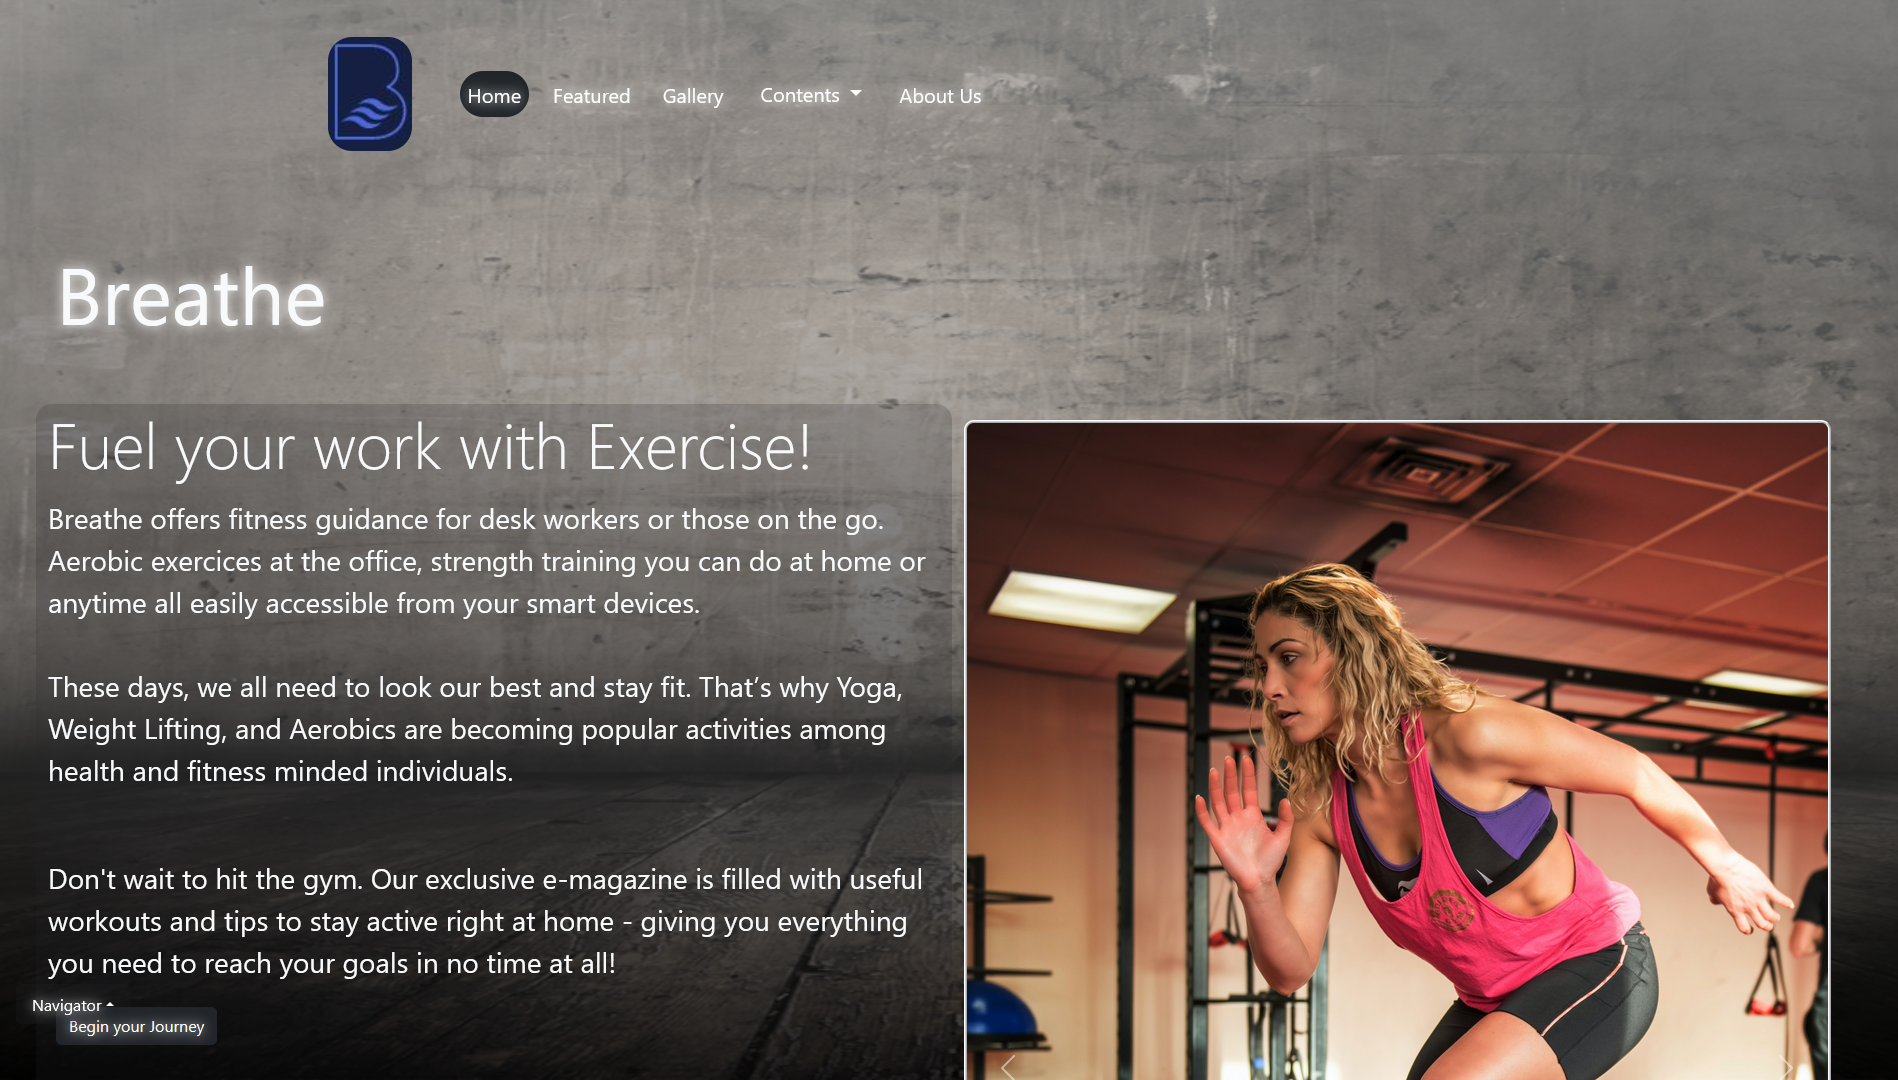 B
Home
Featured
Gallery
Contents
About Us
Breathe
Fuel your work with Exercise!
Breathe offers fitness guidance for desk workers or those on the go.
Aerobic exercices at the office, strength training you can do at home or
anytime all easily accessible from your smart devices.
These days, we all need to look our best and stay fit. That’s why Yoga,
Weight Lifting, and Aerobics are becoming popular activities among
health and fitness minded individuals.
Don't wait to hit the gym. Our exclusive e-magazine is filled with useful
workouts and tips to stay active right at home - giving you everything
you need to reach your goals in no time at all!
Navigator
Begin your Journey